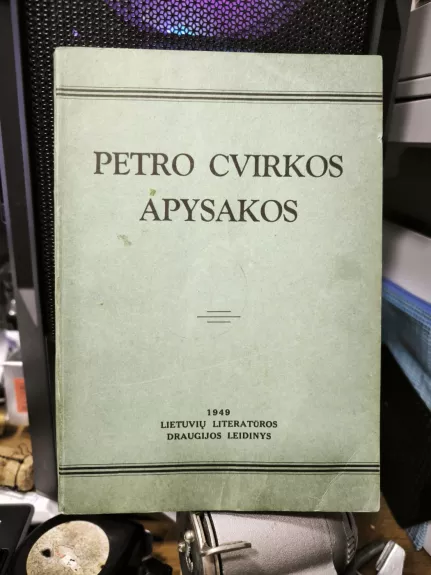 PETRO CVIRKOS
APYSAKOS
1949
LIETUVIŲ LITERATŪROS
DRAUGIJOS LEIDINYS